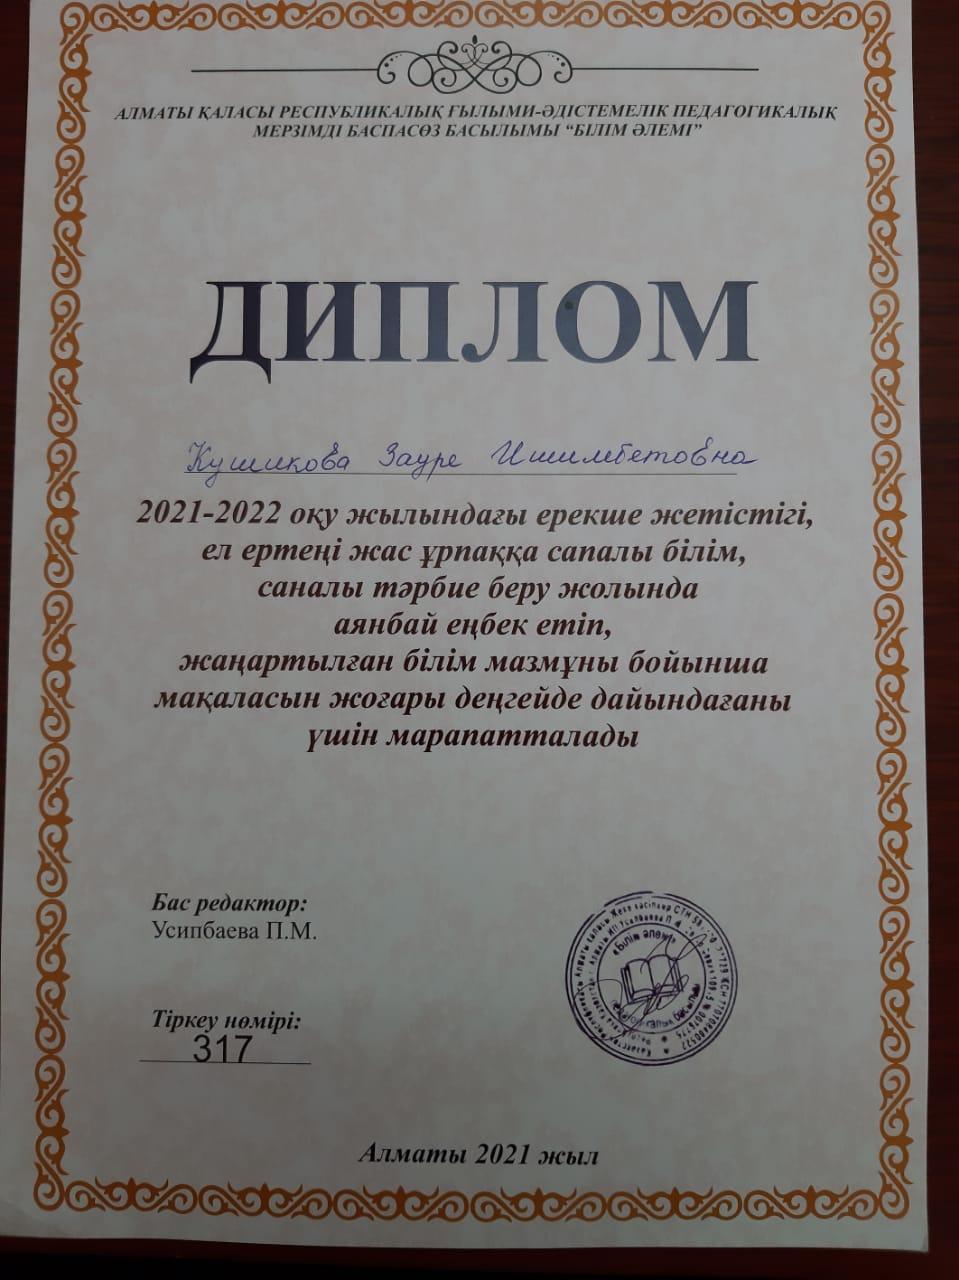 АЛМАТЫ ҚАЛАСЫ РЕСПУБЛИКАЛЫҚ ҒЫЛЫМИ-ӘДІСТЕМЕЛІК ПЕДАГОГИКАЛЫҚ
МЕРЗІМДІ БАСПАСӨЗ БАСЫЛЫМЫ “БІЛІМ ӘЛЕМІ”
ДИПЛОМ
Кушикова Зауре Ишимбетовна
2021-2022 оқу жылындағы ерекше жетістігі,
ел ертеңі жас ұрпаққа сапалы білім,
саналы тәрбие беру жолында
аянбай еңбек етіп,
жаңартылған білім мазмұны бойынша
мақаласын жоғары деңгейде дайындағаны
үшін марапатталады
Бас редактор:
Усипбаева П.М.
«Білім әлемі»
Тіркеу нөмірі:
317
Алматы 2021 жыл